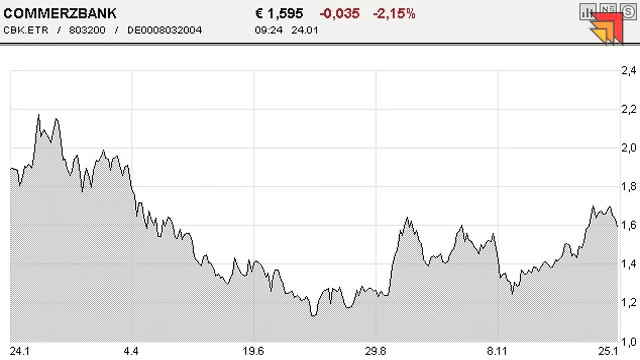 COMMERZBANK € 1,595 -0,035 -2,15%
CBK.ETR / 803200 / DE0008032004 09:24 24.01
2,4
2,2
2,0
1,8
1,6
1,4
1,2
1,0
24.1 4.4 19.6 29.8 8.11 25.1